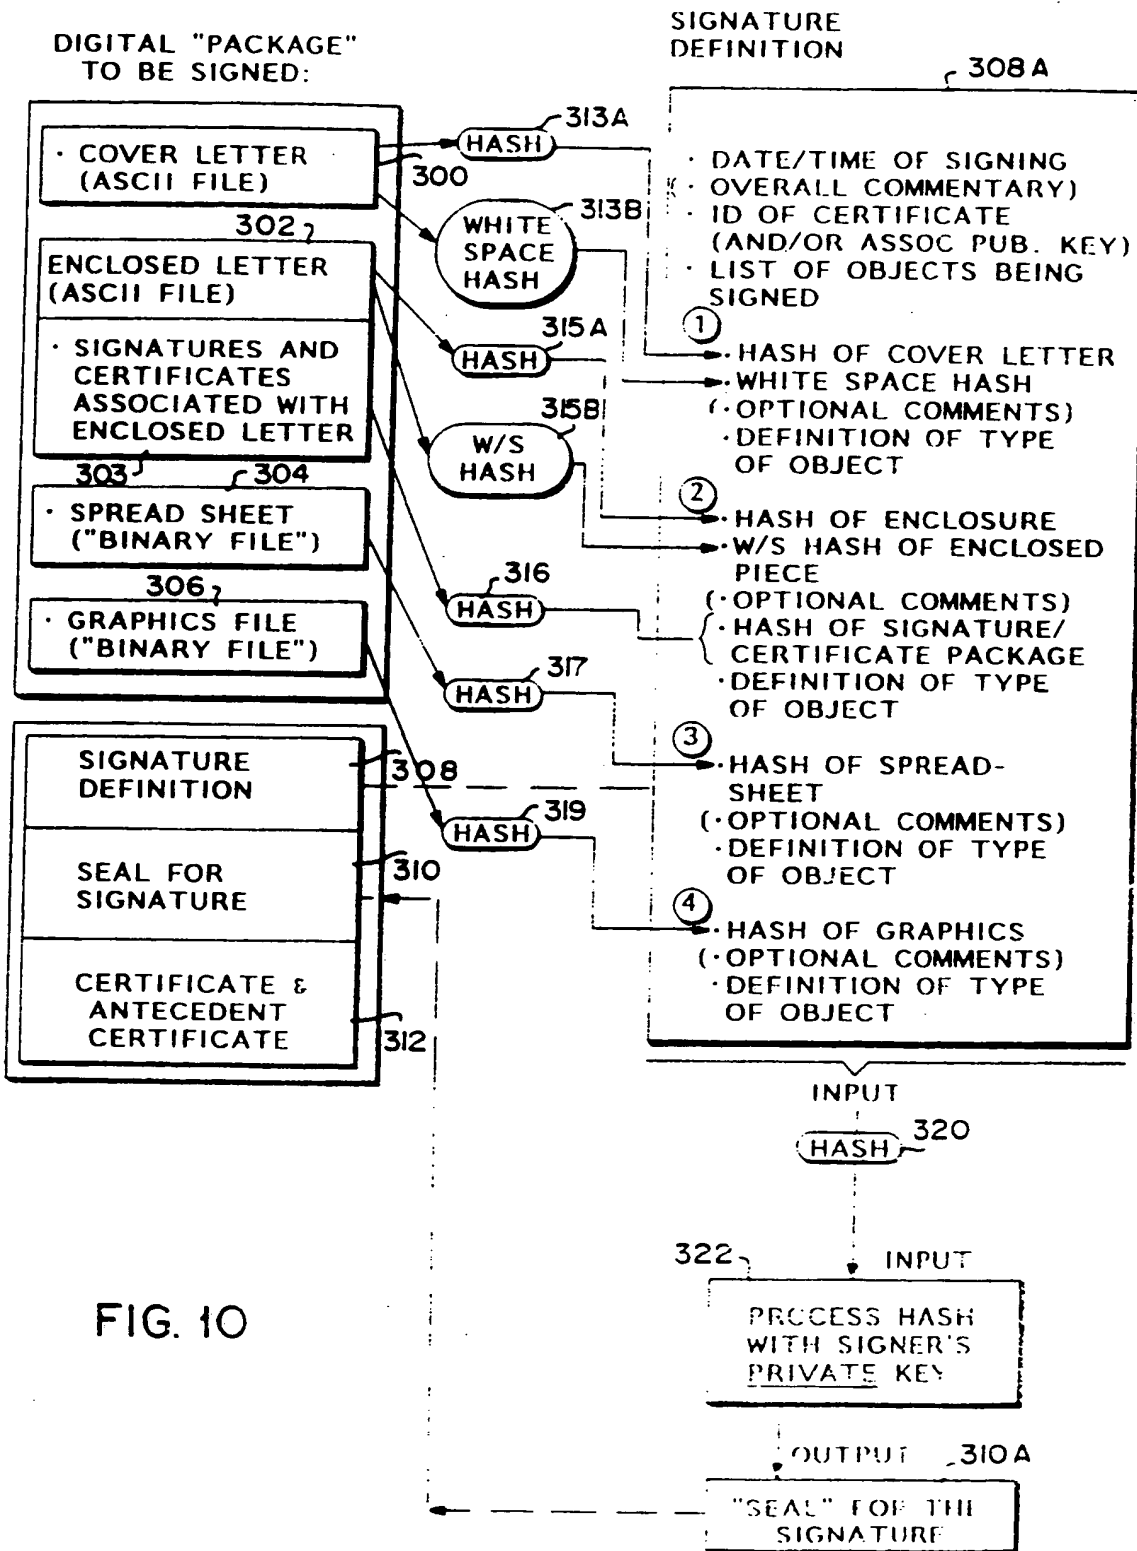 DIGITAL "PACKAGE"
TO BE SIGNED:
· COVER LETTER
(ASCII FILE)
300
302
ENCLOSED LETTER
(ASCII FILE)
· SIGNATURES AND
CERTIFICATES
ASSOCIATED WITH
ENCLOSED LETTER
303
304
· SPREAD SHEET
("BINARY FILE")
306
· GRAPHICS FILE
("BINARY FILE")
SIGNATURE
DEFINITION
308
SEAL FOR
SIGNATURE
310
CERTIFICATE &
ANTECEDENT
CERTIFICATE
312
HASH
313A
WHITE
SPACE
HASH
313B
HASH
315A
W/S
HASH
315B
HASH
316
HASH
317
HASH
319
SIGNATURE
DEFINITION
308A
· DATE/TIME OF SIGNING
(· OVERALL COMMENTARY)
· ID OF CERTIFICATE
(AND/OR ASSOC PUB. KEY)
· LIST OF OBJECTS BEING
SIGNED
1
· HASH OF COVER LETTER
· WHITE SPACE HASH
(· OPTIONAL COMMENTS)
· DEFINITION OF TYPE
OF OBJECT
2
· HASH OF ENCLOSURE
· W/S HASH OF ENCLOSED
PIECE
(· OPTIONAL COMMENTS)
· HASH OF SIGNATURE/
CERTIFICATE PACKAGE
· DEFINITION OF TYPE
OF OBJECT
3
· HASH OF SPREAD-
SHEET
(· OPTIONAL COMMENTS)
· DEFINITION OF TYPE
OF OBJECT
4
· HASH OF GRAPHICS
(· OPTIONAL COMMENTS)
· DEFINITION OF TYPE
OF OBJECT
INPUT
HASH
320
322
INPUT
PROCESS HASH
WITH SIGNER'S
PRIVATE KEY
OUTPUT
310A
"SEAL" FOR THE
SIGNATURE
FIG. 10